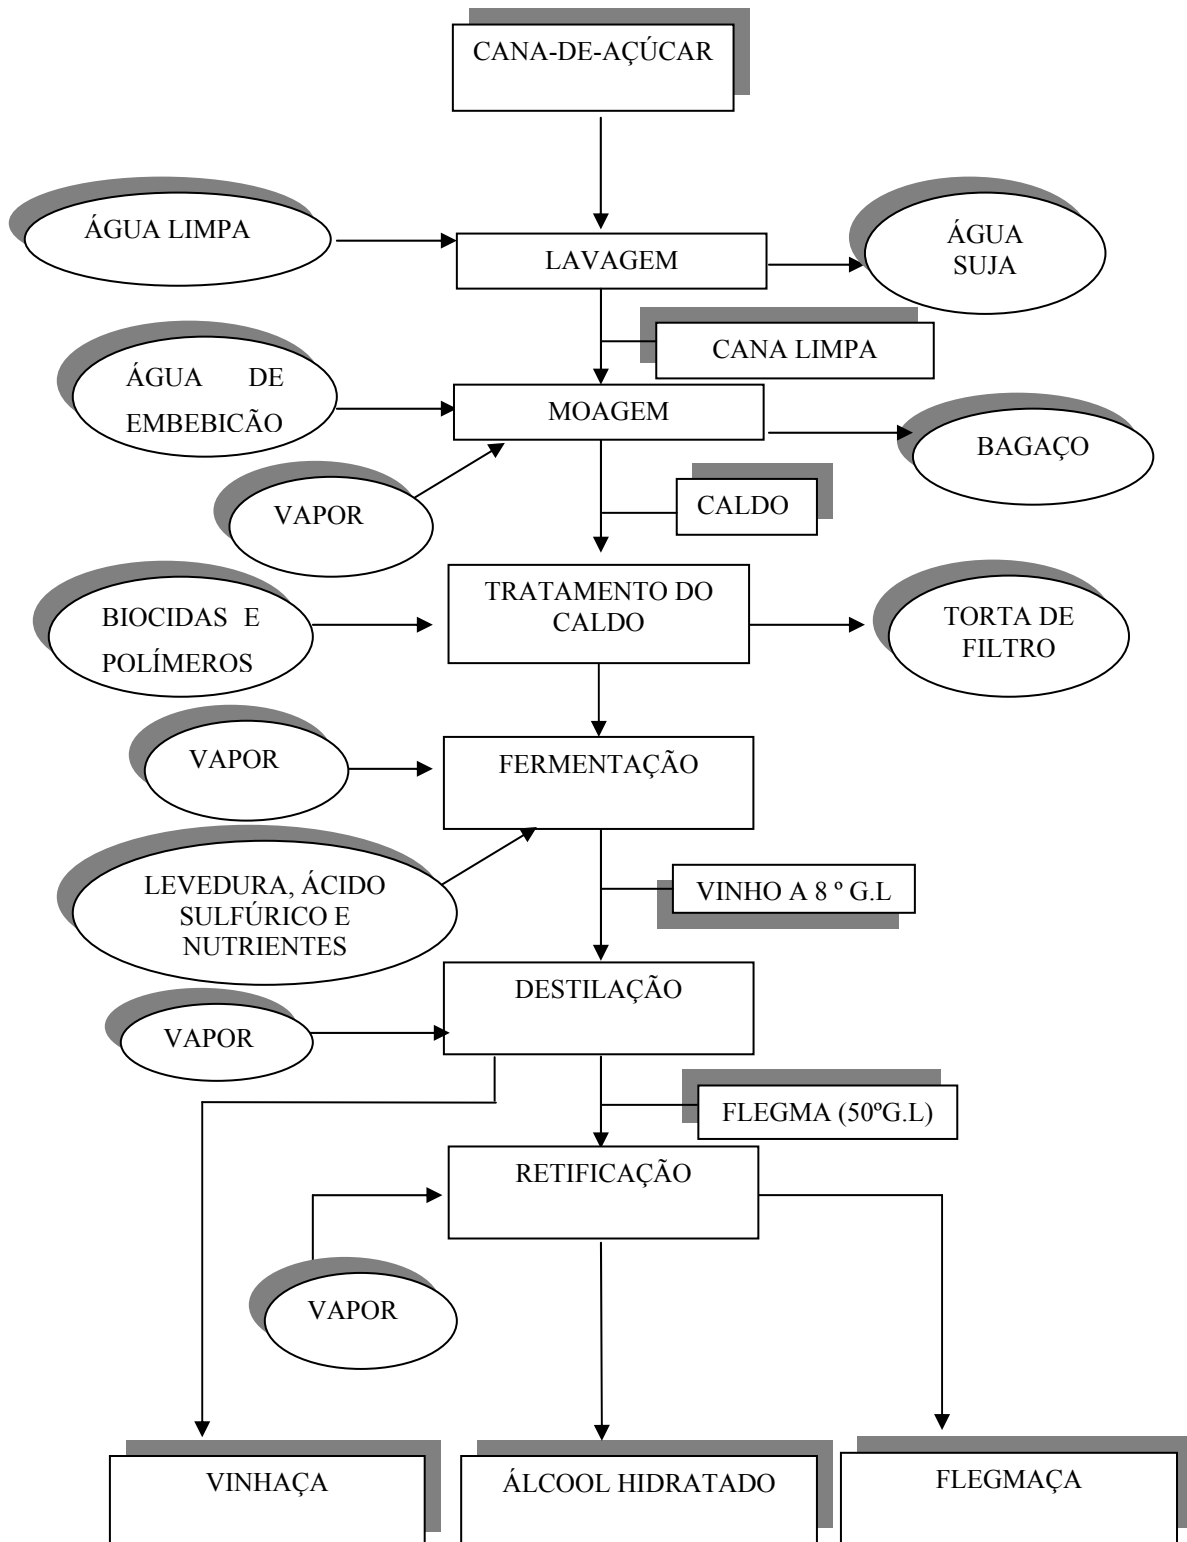 CANA-DE-AÇÚCAR
ÁGUA LIMPA
LAVAGEM
ÁGUA
SUJA
CANA LIMPA
ÁGUA DE
EMBEBICÃO
MOAGEM
BAGAÇO
VAPOR
CALDO
BIOCIDAS E
POLÍMEROS
TRATAMENTO DO
CALDO
TORTA DE
FILTRO
VAPOR
FERMENTAÇÃO
LEVEDURA, ÁCIDO
SULFÚRICO E
NUTRIENTES
VINHO A 8 º G.L
DESTILAÇÃO
VAPOR
FLEGMA (50ºG.L)
RETIFICAÇÃO
VAPOR
VINHAÇA
ÁLCOOL HIDRATADO
FLEGMAÇA